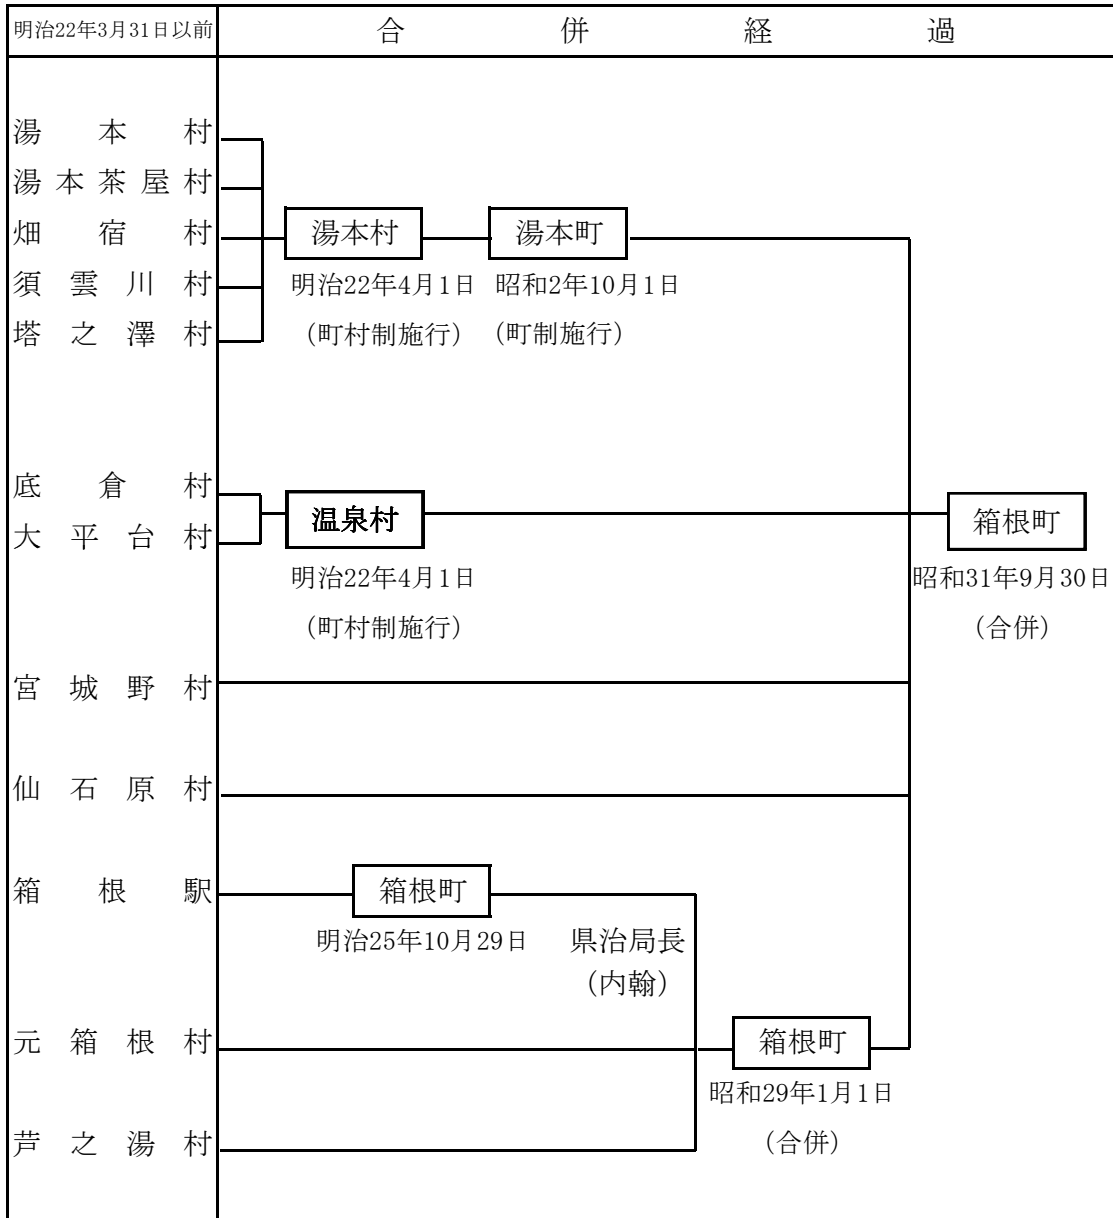 明治22年3月31日以前 合併経過
湯本村
湯本茶屋村
畑宿村 湯本村 湯本町
須雲川村 明治22年4月1日 昭和2年10月1日
塔之澤村 (町村制施行) (町制施行)
底倉村
温泉村 箱根町
大平台村
明治22年4月1日 昭和31年9月30日
(町村制施行) (合併)
宮城野村
仙石原村
箱根駅 箱根町
明治25年10月29日 県治局長
(内翰)
元箱根村 箱根町
昭和29年1月1日
芦之湯村 (合併)